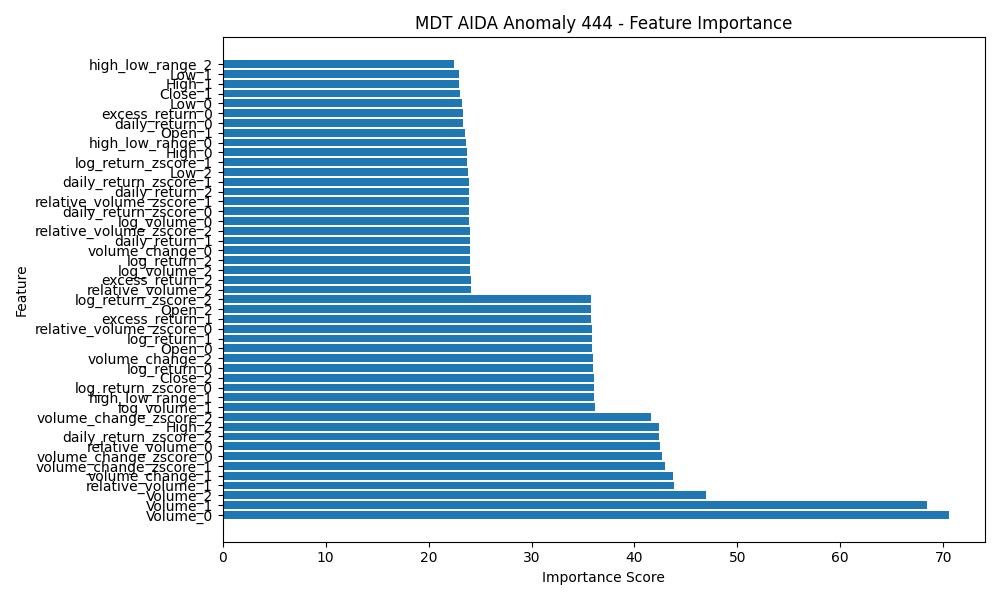 MDT AIDA Anomaly 444 - Feature Importance
high_low_range_2
Low_1
High_1
Close_1
Low_0
excess_return_0
daily_return_0
Open_1
high_low_range_0
High_0
log_return_zscore_1
Low_2
daily_return_zscore_1
daily_return_2
relative_volume_zscore_1
daily_return_zscore_0
log_volume_0
relative_volume_zscore_2
daily_return_1
volume_change_0
log_return_2
log_volume_2
excess_return_2
relative_volume_2
log_return_zscore_2
Open_2
excess_return_1
relative_volume_zscore_0
log_return_1
Open_0
volume_change_2
log_return_0
Close_2
log_return_zscore_0
high_low_range_1
log_volume_1
volume_change_zscore_2
High_2
daily_return_zscore_2
relative_volume_0
volume_change_zscore_0
volume_change_zscore_1
volume_change_1
relative_volume_1
Volume_2
Volume_1
Volume_0
Feature
0 10 20 30 40 50 60 70
Importance Score